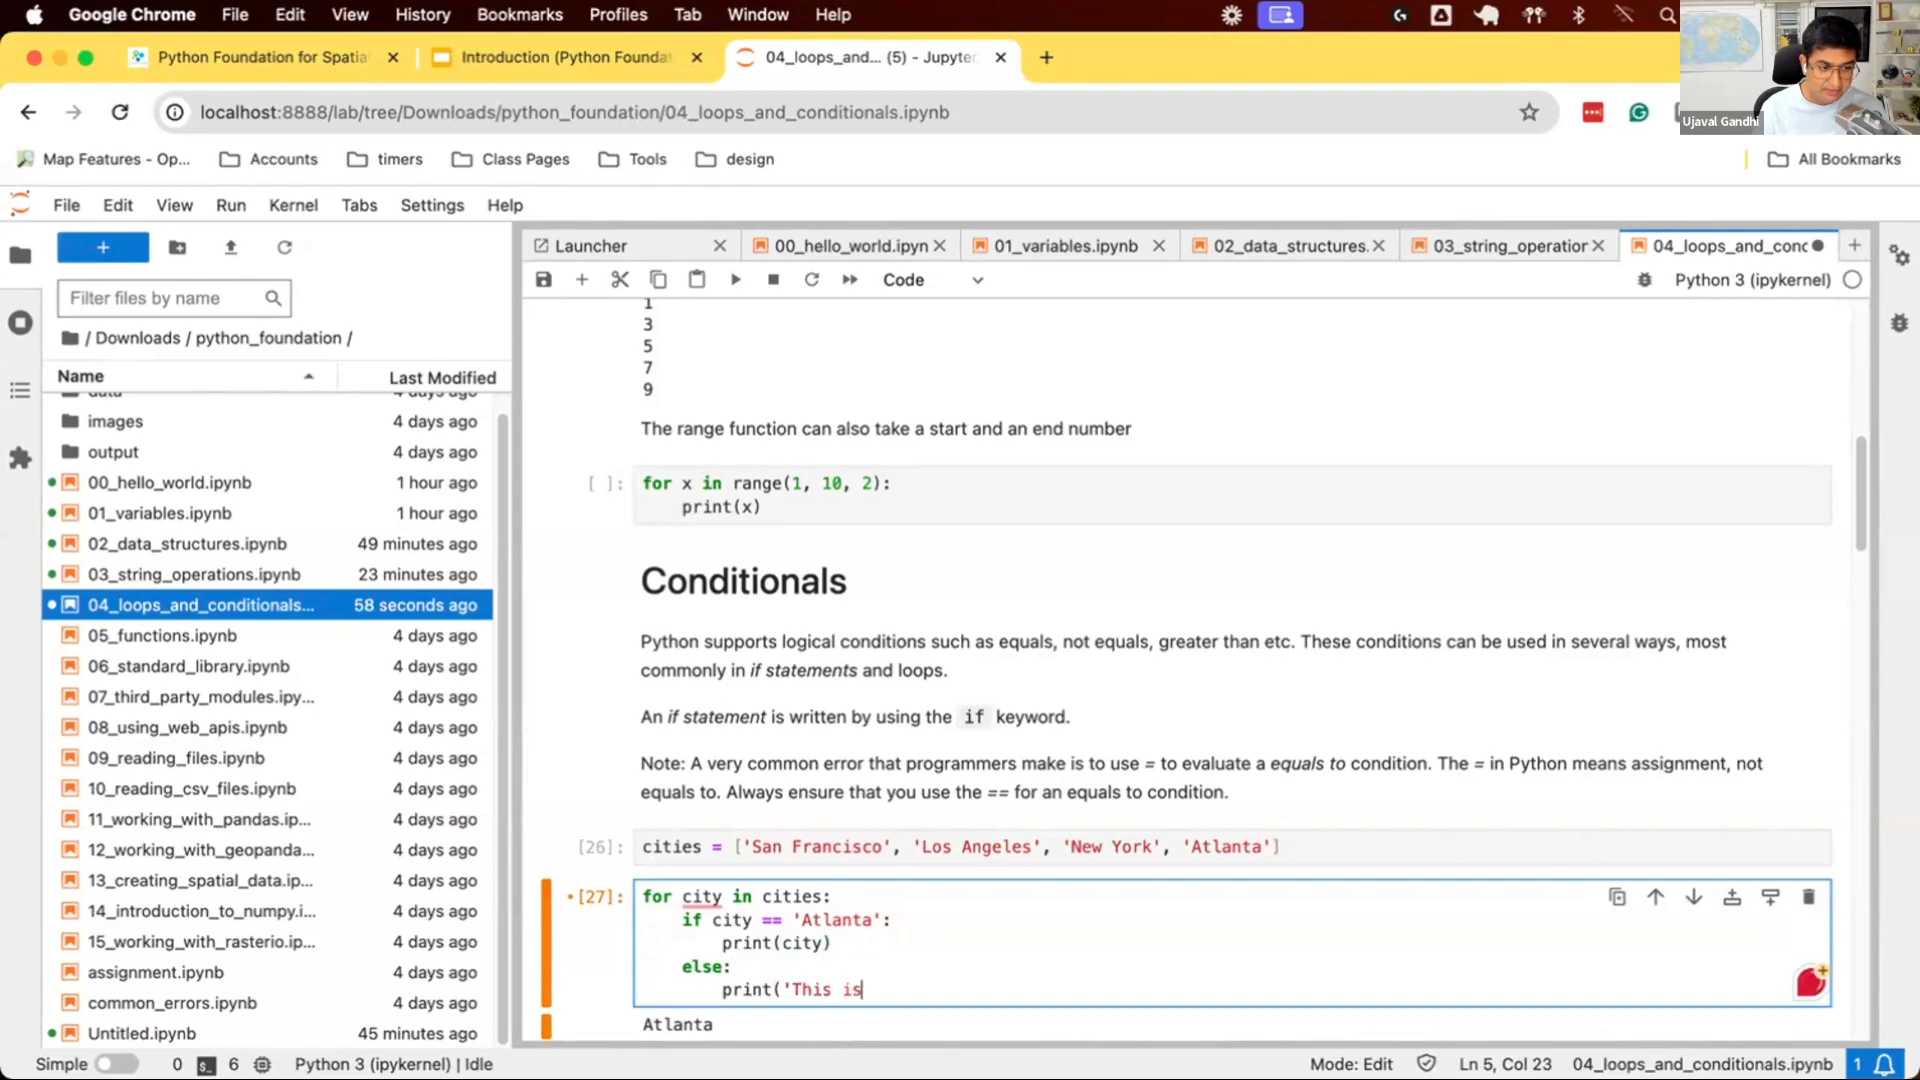 Google Chrome File Edit View History Bookmarks Profiles Tab Window Help
Python Foundation for Spatia Introduction (Python Founda 04_loops_and... (5) - Jupyter
localhost:8888/lab/tree/Downloads/python_foundation/04_loops_and_conditionals.ipynb
Ujaval Gandhi
Map Features - Op... Accounts timers Class Pages Tools design All Bookmarks
File Edit View Run Kernel Tabs Settings Help
Launcher 00_hello_world.ipyn 01_variables.ipynb 02_data_structures. 03_string_operation 04_loops_and_conc
Code Python 3 (ipykernel)
Filter files by name
/ Downloads / python_foundation /
Name Last Modified
data 4 days ago
images 4 days ago
output 4 days ago
00_hello_world.ipynb 1 hour ago
01_variables.ipynb 1 hour ago
02_data_structures.ipynb 49 minutes ago
03_string_operations.ipynb 23 minutes ago
04_loops_and_conditionals... 58 seconds ago
05_functions.ipynb 4 days ago
06_standard_library.ipynb 4 days ago
07_third_party_modules.ipy... 4 days ago
08_using_web_apis.ipynb 4 days ago
09_reading_files.ipynb 4 days ago
10_reading_csv_files.ipynb 4 days ago
11_working_with_pandas.ip... 4 days ago
12_working_with_geopanda... 4 days ago
13_creating_spatial_data.ip... 4 days ago
14_introduction_to_numpy.i... 4 days ago
15_working_with_rasterio.ip... 4 days ago
assignment.ipynb 4 days ago
common_errors.ipynb 4 days ago
Untitled.ipynb 45 minutes ago
1
3
5
7
9
The range function can also take a start and an end number
[ ]: for x in range(1, 10, 2):
print(x)
Conditionals
Python supports logical conditions such as equals, not equals, greater than etc. These conditions can be used in several ways, most
commonly in if statements and loops.
An if statement is written by using the if keyword.
Note: A very common error that programmers make is to use = to evaluate a equals to condition. The = in Python means assignment, not
equals to. Always ensure that you use the == for an equals to condition.
[26]: cities = ['San Francisco', 'Los Angeles', 'New York', 'Atlanta']
[27]: for city in cities:
if city == 'Atlanta':
print(city)
else:
print('This is
Atlanta
Simple 0 6 Python 3 (ipykernel) | Idle Mode: Edit Ln 5, Col 23 04_loops_and_conditionals.ipynb 1